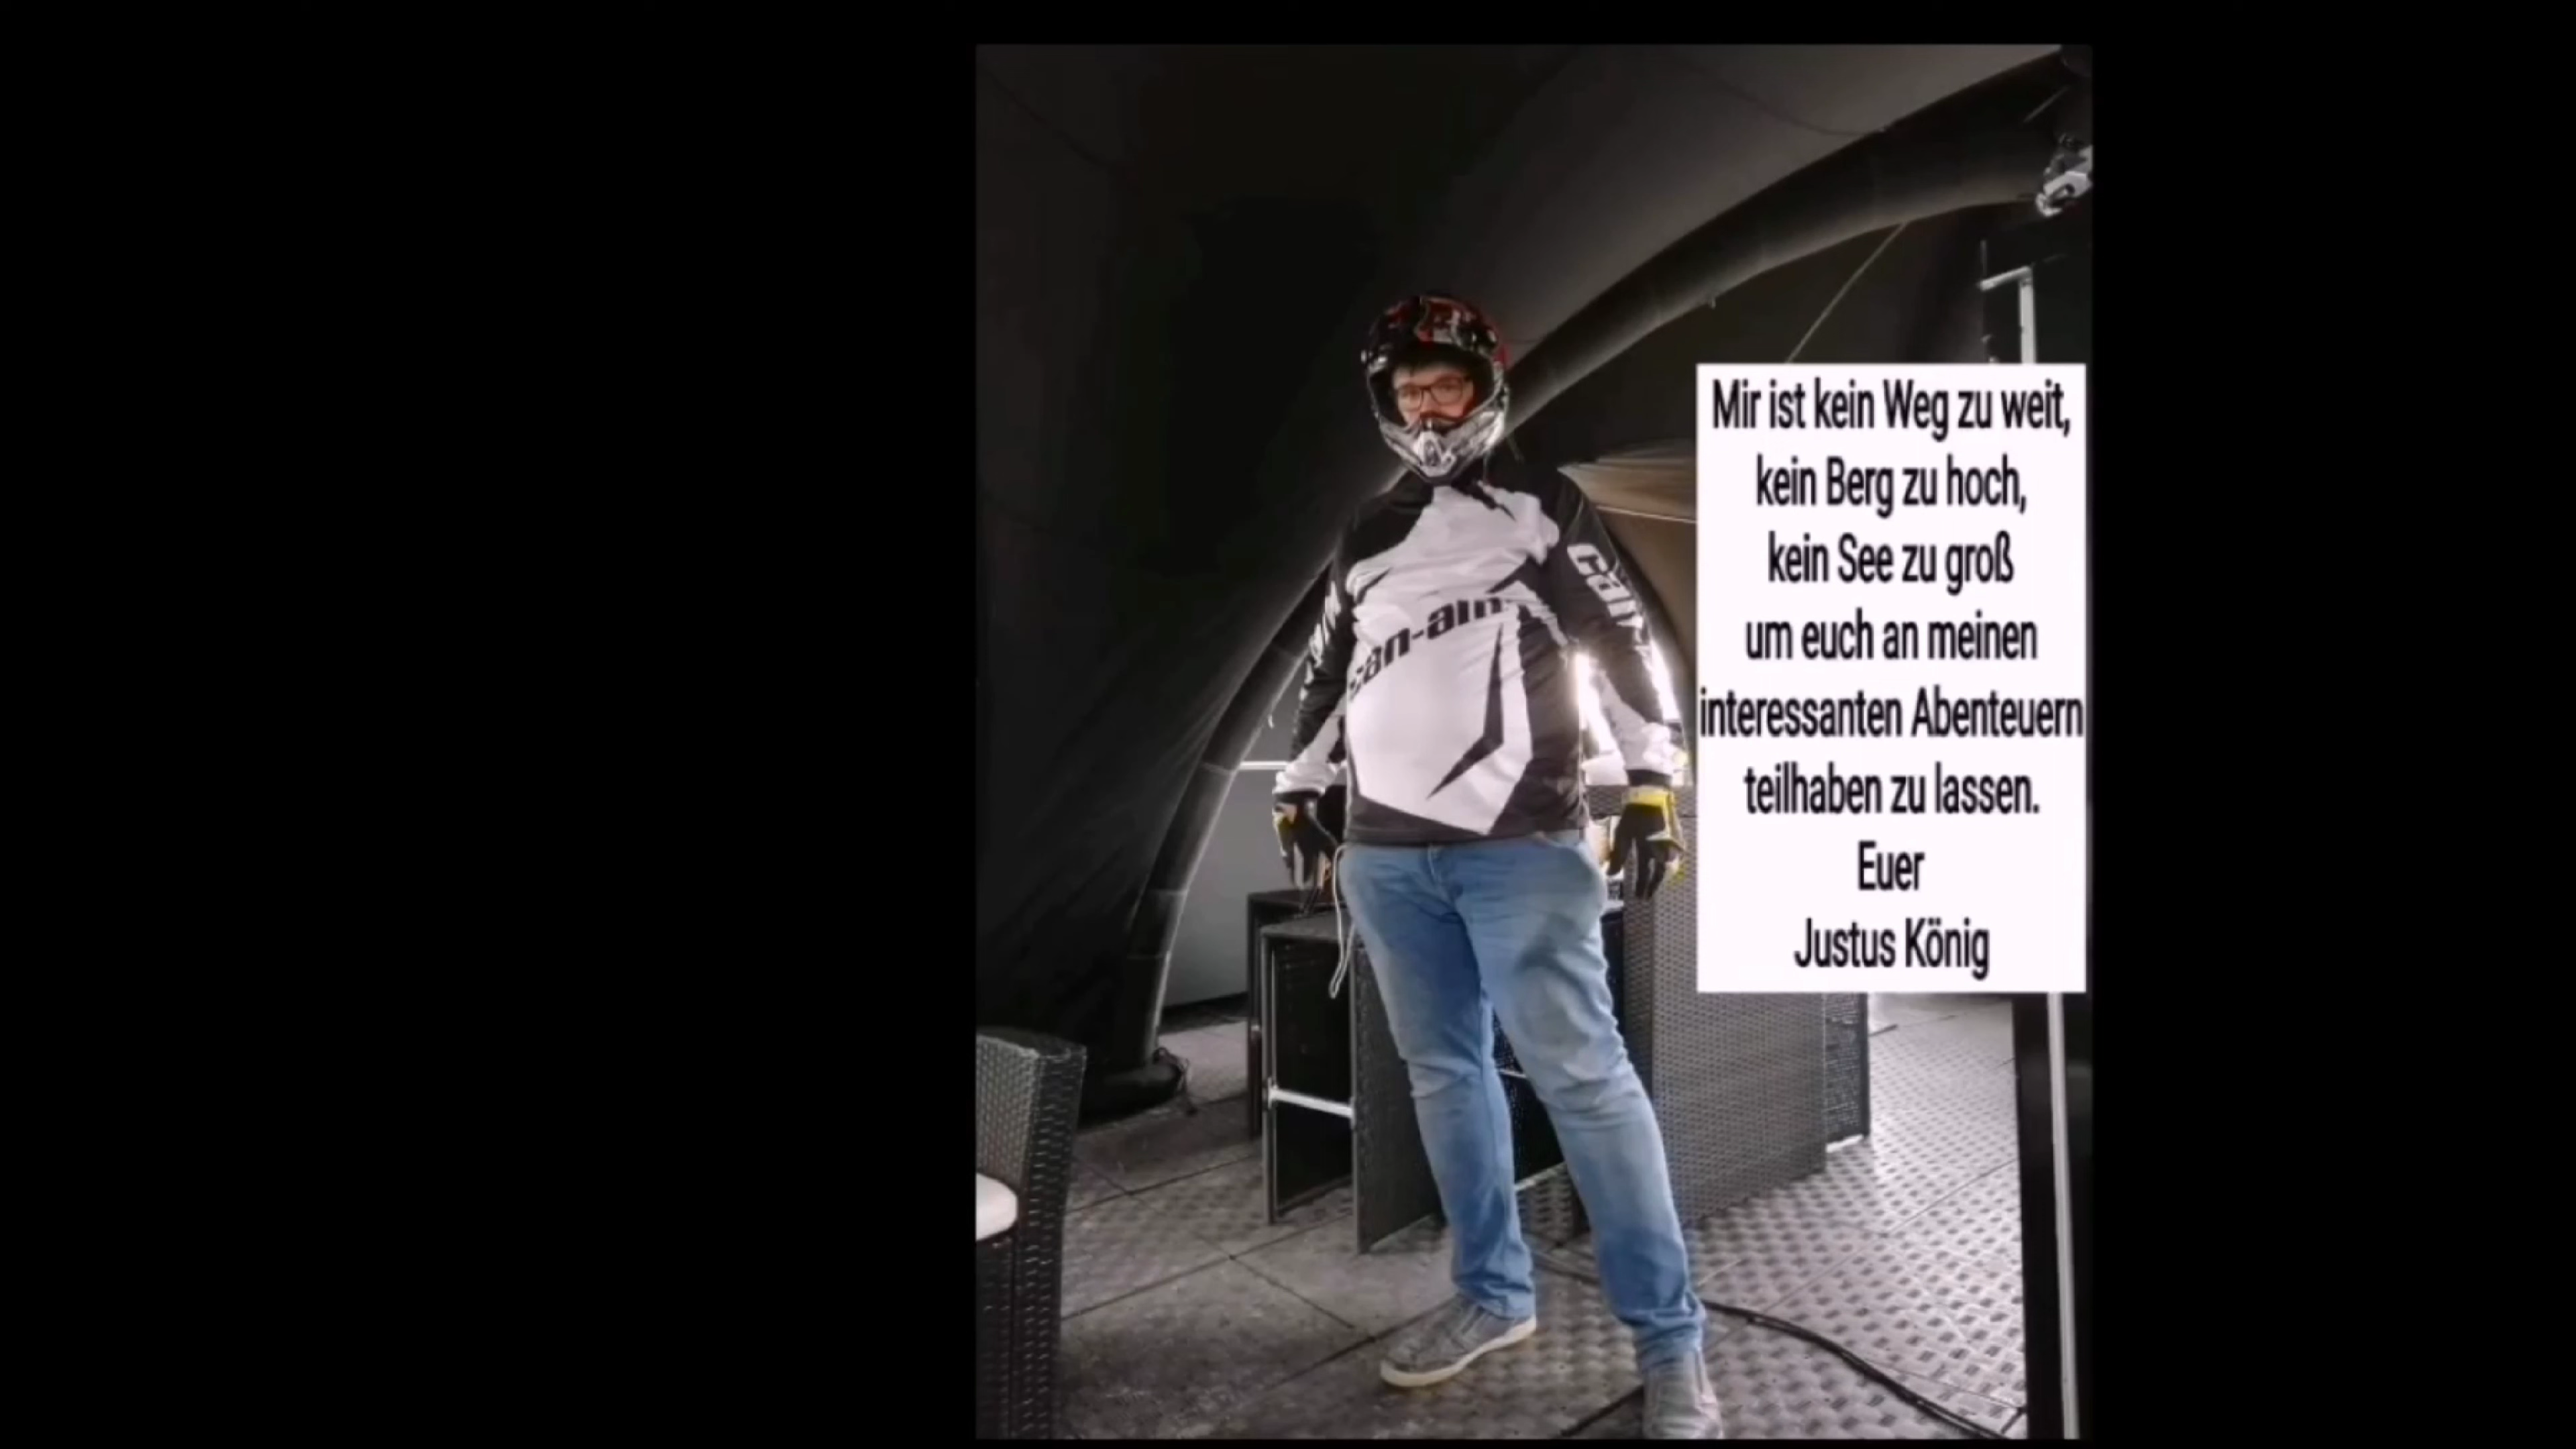 Mir ist kein Weg zu weit,
kein Berg zu hoch,
kein See zu groß
um euch an meinen
interessanten Abenteuern
teilhaben zu lassen.
Euer
Justus König
can-am